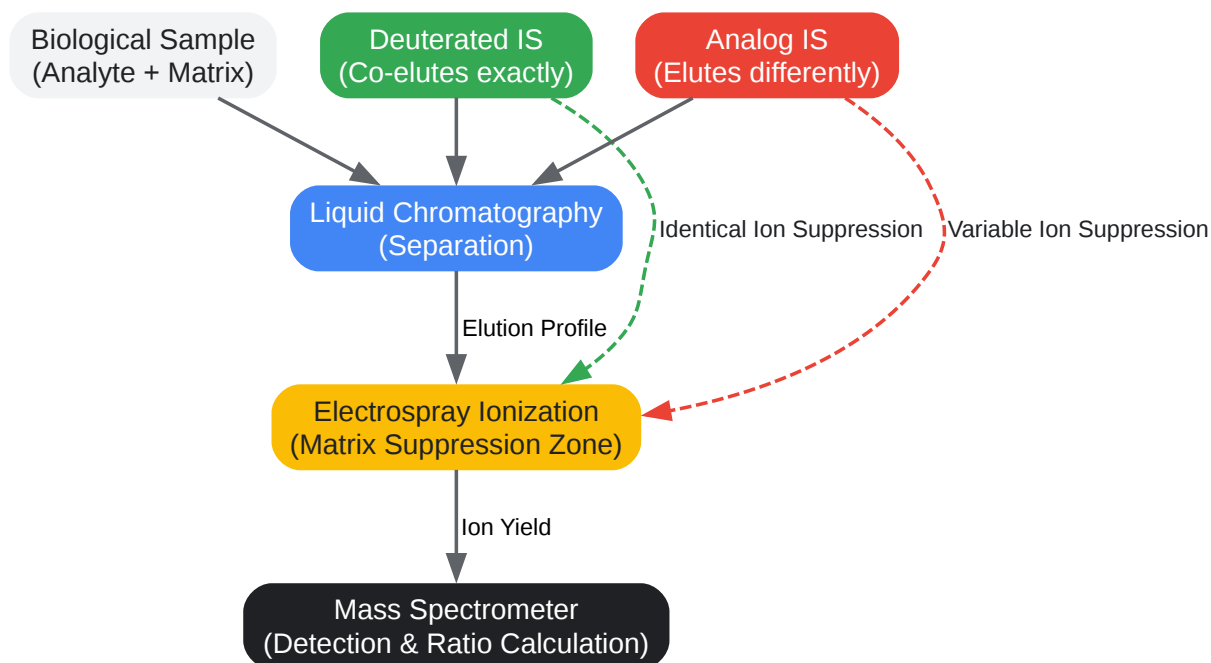 Biological Sample
(Analyte + Matrix)
Deuterated IS
(Co-elutes exactly)
Analog IS
(Elutes differently)
Liquid Chromatography
(Separation)
Identical Ion Suppression
Variable Ion Suppression
Elution Profile
Electrospray Ionization
(Matrix Suppression Zone)
Ion Yield
Mass Spectrometer
(Detection & Ratio Calculation)